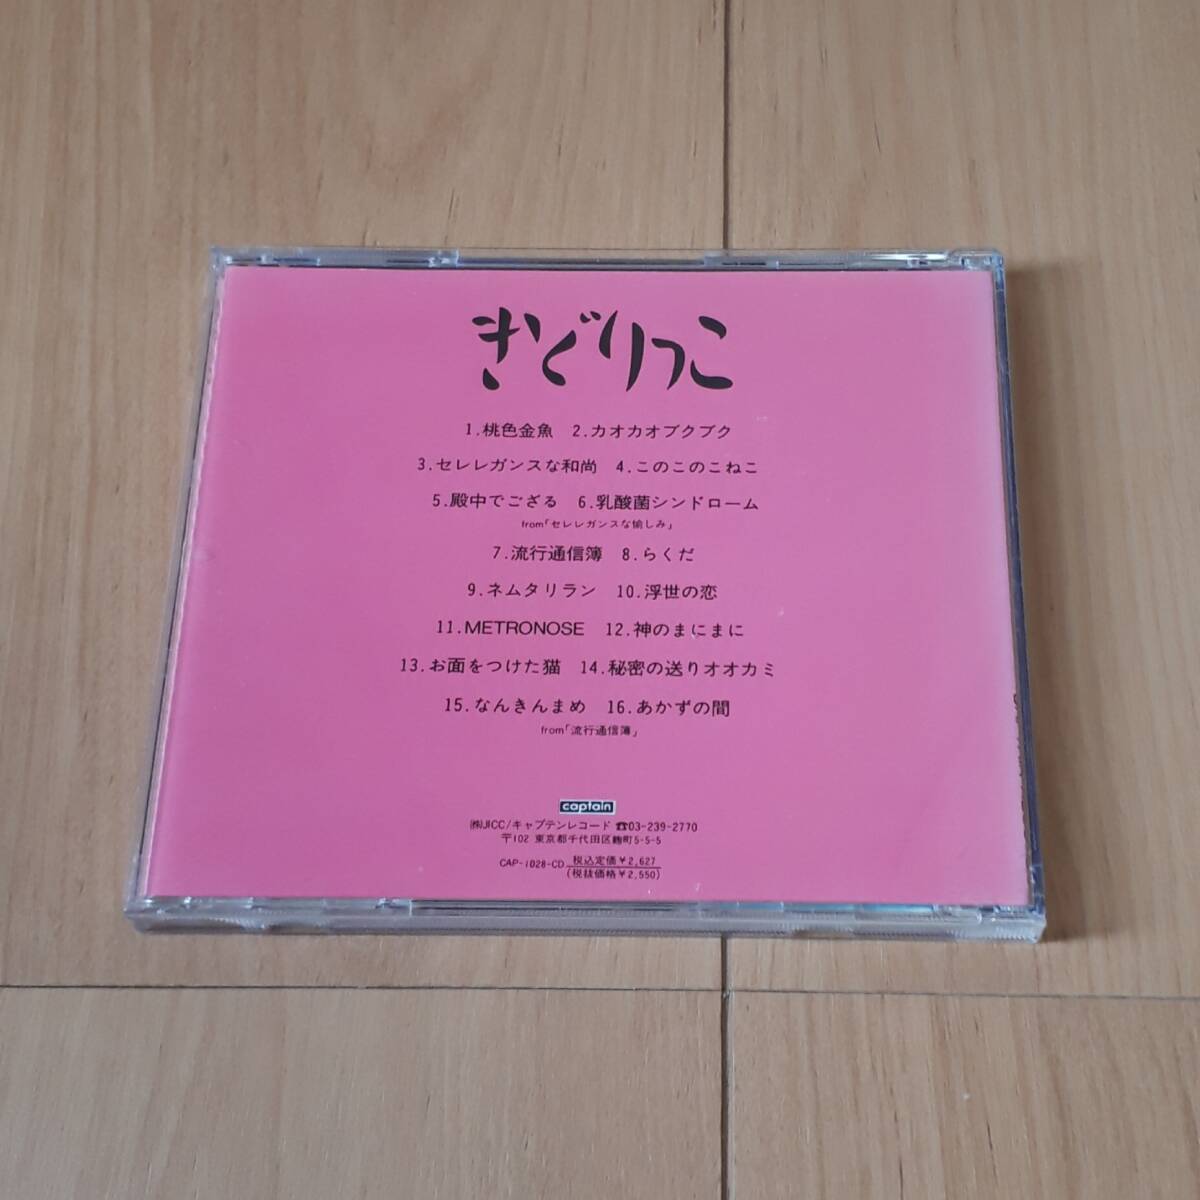 きどりっこ
1.桃色金魚 2.カオカオブクブク
3.セレレガンスな和尚 4.このこのこねこ
5.殿中でござる 6.乳酸菌シンドローム
from「セレレガンスな愉しみ」
7.流行通信簿 8.らくだ
9.ネムタリラン 10.浮世の恋
11.METRONOSE 12.神のまにまに
13.お面をつけた猫 14.秘密の送りオオカミ
15.なんきんまめ 16.あかずの間
from「流行通信簿」
captain
㈱JICC/キャプテンレコード ☎03-239-2770
〒102 東京都千代田区麹町5-5-5
CAP-1028-CD 税込定価¥2,627
(税抜価格¥2,550)